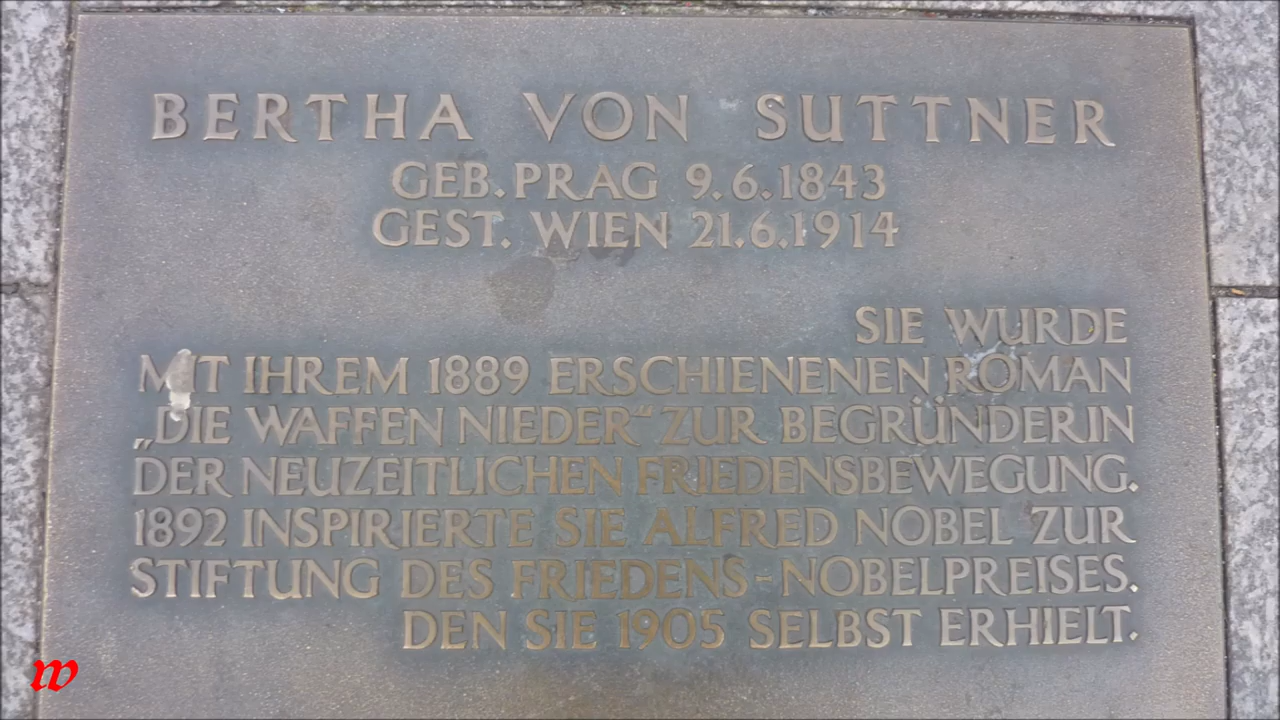 BERTHA VON SUTTNER
GEB. PRAG 9.6.1843
GEST. WIEN 21.6.1914
SIE WURDE
MIT IHREM 1889 ERSCHIENENEN ROMAN
„DIE WAFFEN NIEDER“ ZUR BEGRÜNDERIN
DER NEUZEITLICHEN FRIEDENSBEWEGUNG.
1892 INSPIRIERTE SIE ALFRED NOBEL ZUR
STIFTUNG DES FRIEDENS-NOBELPREISES.
DEN SIE 1905 SELBST ERHIELT.
w